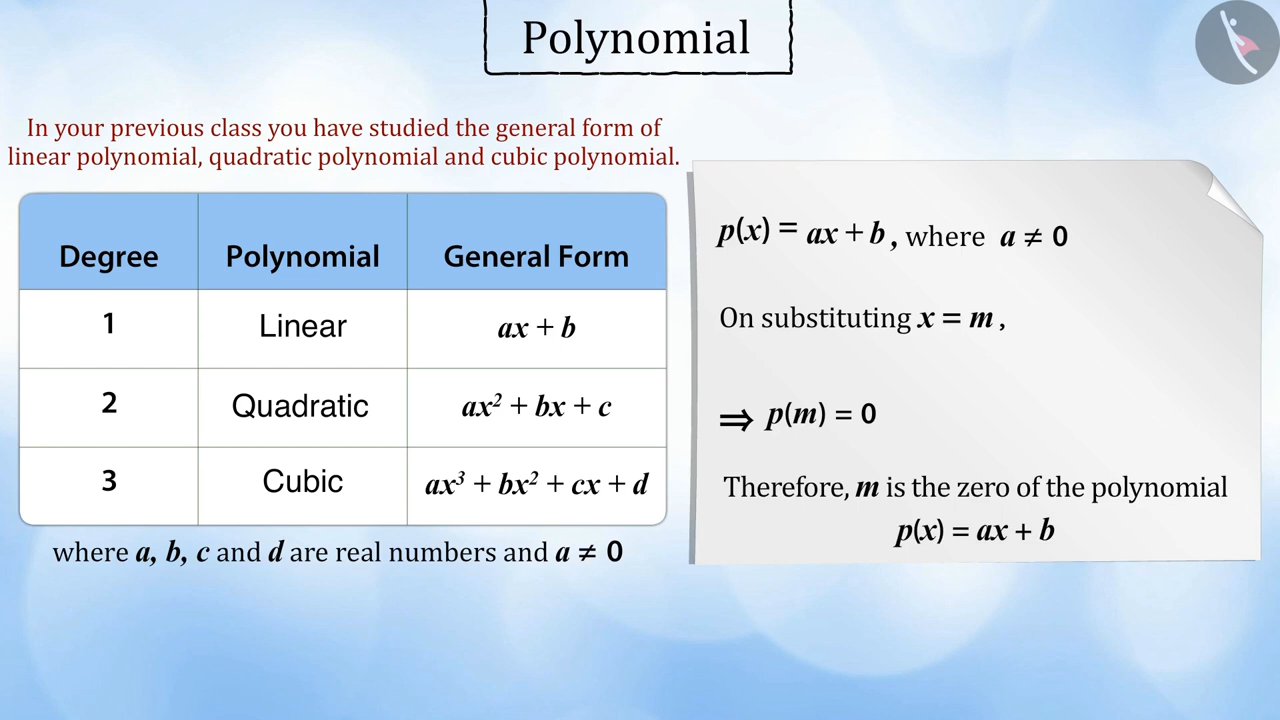 Polynomial
In your previous class you have studied the general form of
linear polynomial, quadratic polynomial and cubic polynomial.
Degree Polynomial General Form
1 Linear ax + b
2 Quadratic ax² + bx + c
3 Cubic ax³ + bx² + cx + d
where a, b, c and d are real numbers and a ≠ 0
p(x) = ax + b, where a ≠ 0
On substituting x = m,
⇒ p(m) = 0
Therefore, m is the zero of the polynomial
p(x) = ax + b